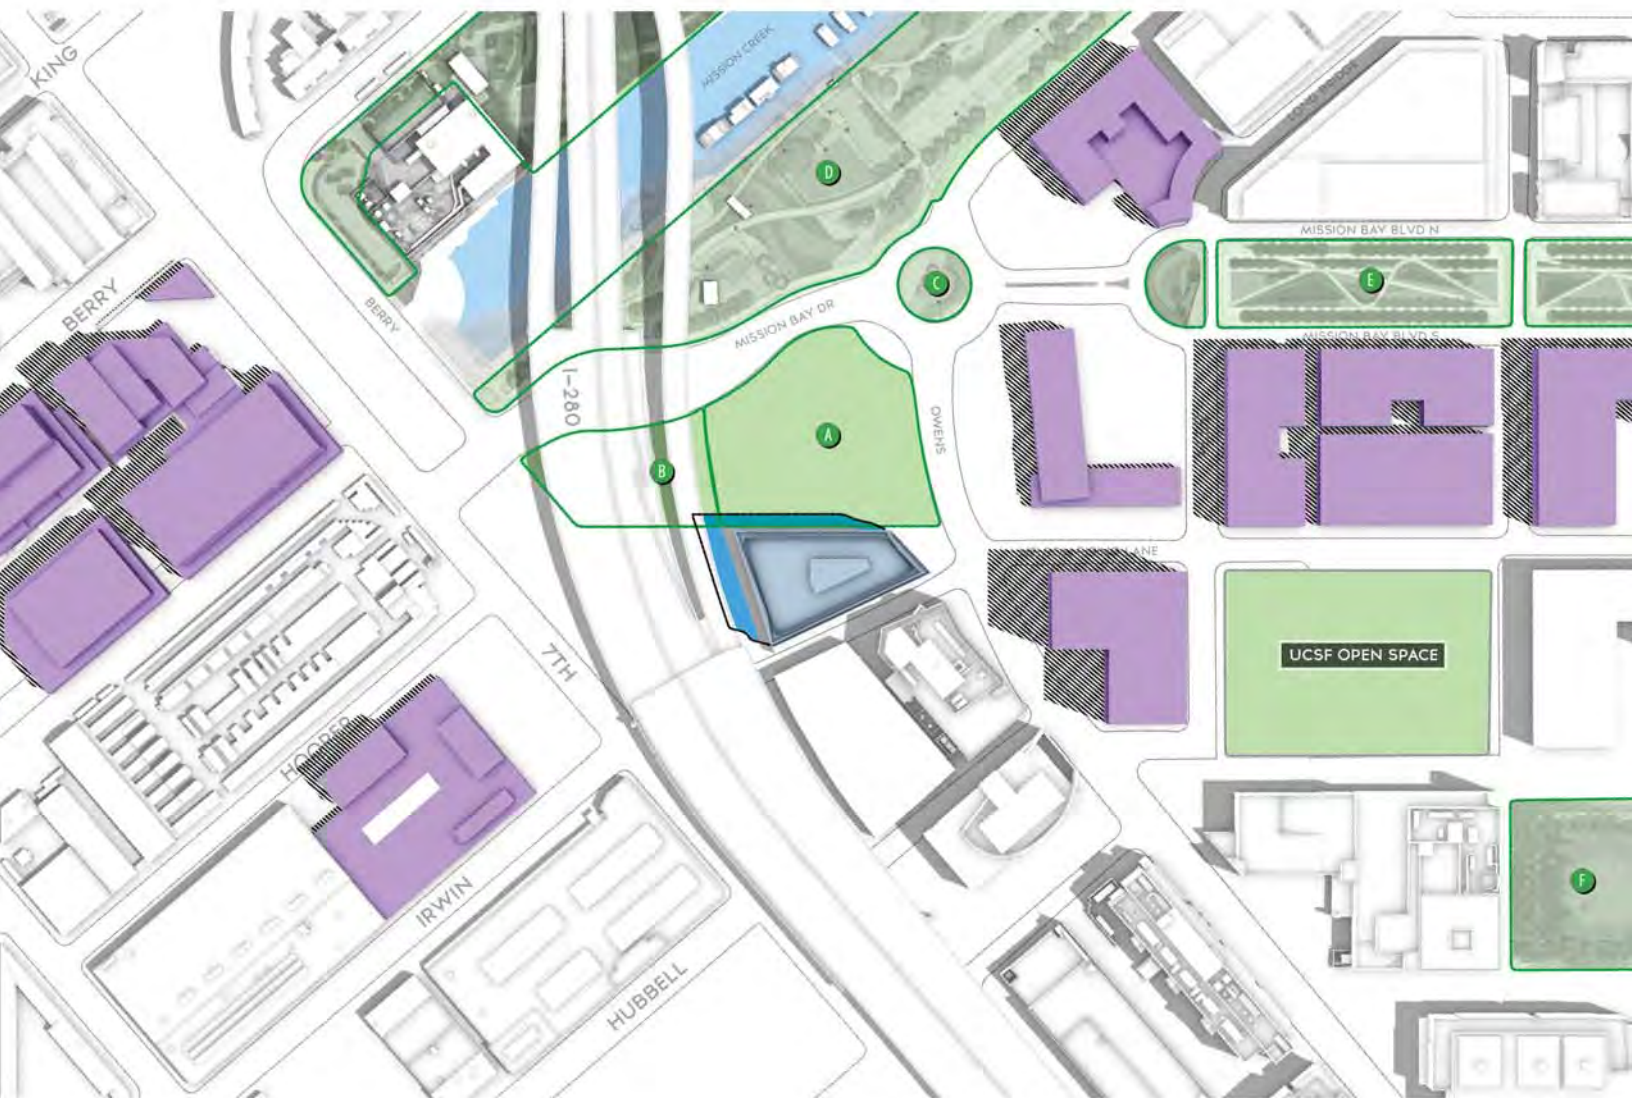 KING
MISSION CREEK
D
MISSION BAY BLVD N
E
C
BERRY
BERRY
MISSION BAY DR
MISSION BAY BLVD S
I-280
OWENS
A
B
LANE
UCSF OPEN SPACE
7TH
HOOPER
F
IRWIN
HUBBELL